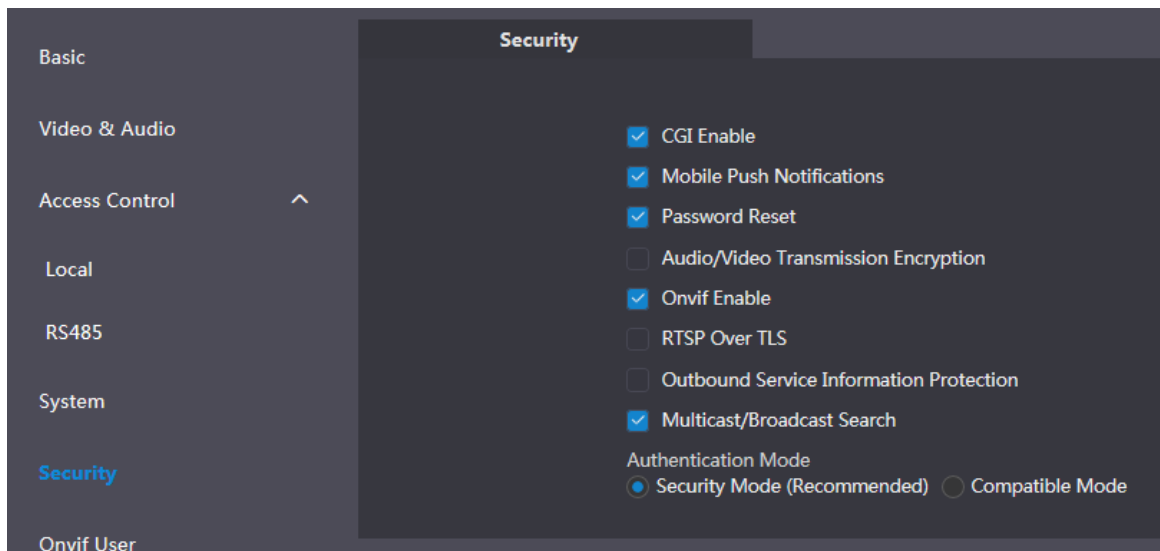 Basic
Video & Audio
Access Control
Local
RS485
System
Security
Onvif User
Security
CGI Enable
Mobile Push Notifications
Password Reset
Audio/Video Transmission Encryption
Onvif Enable
RTSP Over TLS
Outbound Service Information Protection
Multicast/Broadcast Search
Authentication Mode
Security Mode (Recommended) Compatible Mode